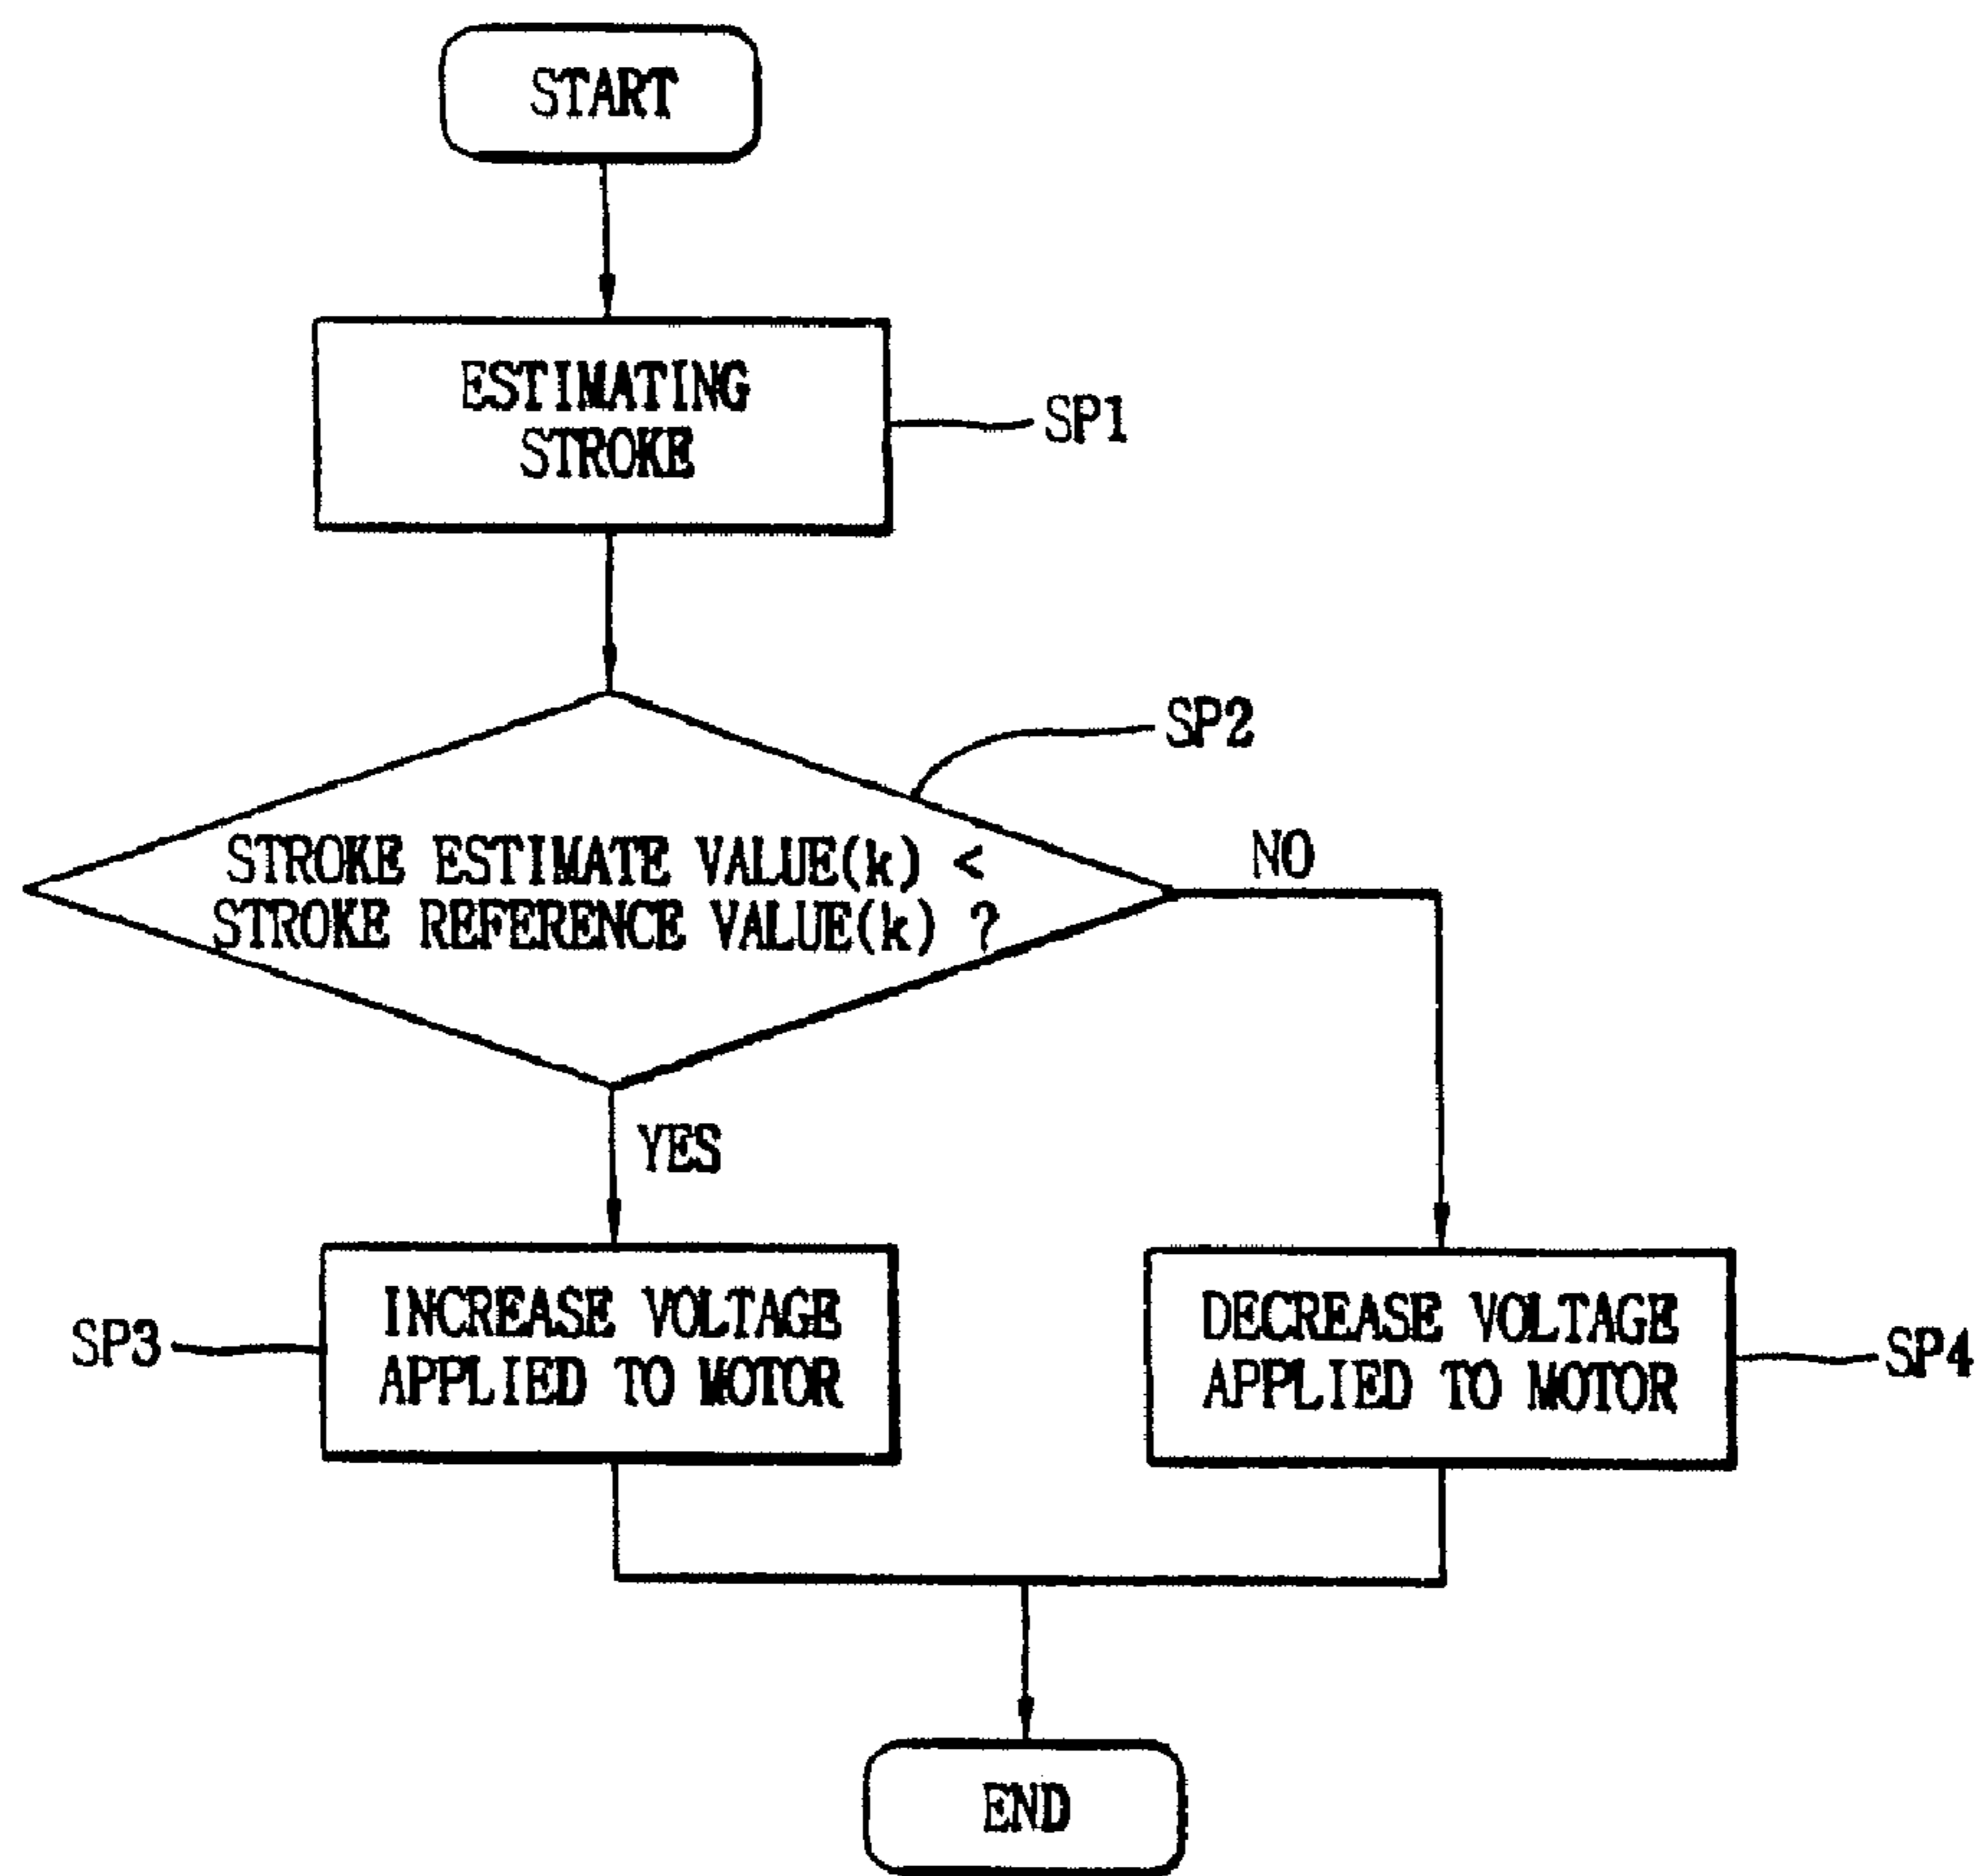 START
ESTIMATING
STROKE
SP1
SP2
STROKE ESTIMATE VALUE(k) <
STROKE REFERENCE VALUE(k) ?
NO
YES
SP3
INCREASE VOLTAGE
APPLIED TO MOTOR
DECREASE VOLTAGE
APPLIED TO MOTOR
SP4
END